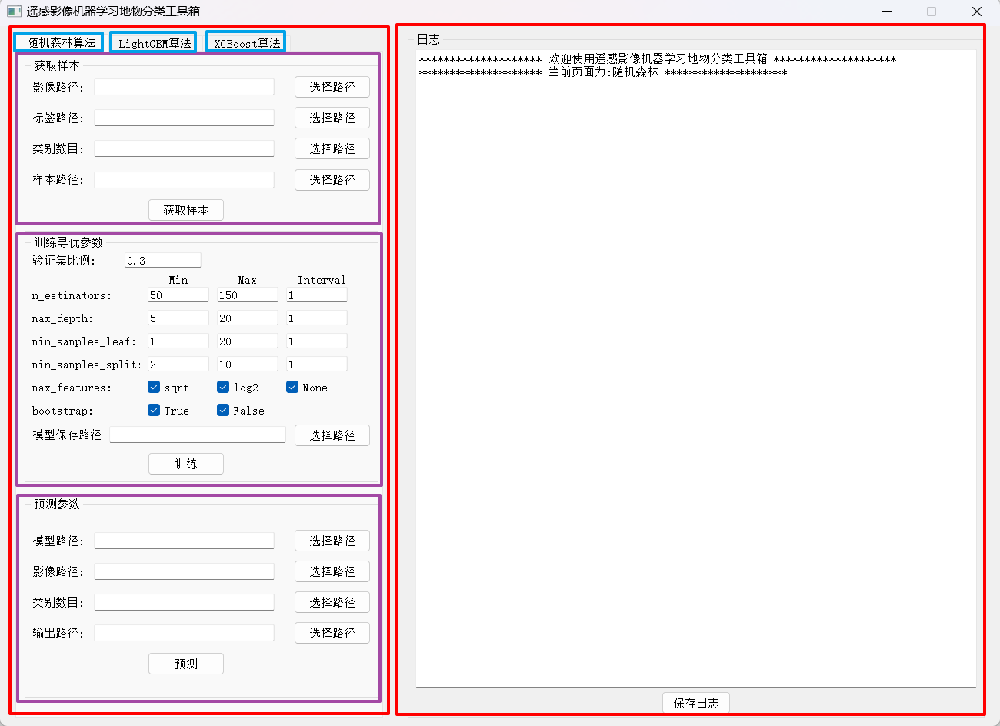 遥感影像机器学习地物分类工具箱
随机森林算法 LightGBM算法 XGBoost算法
获取样本
影像路径: 选择路径
标签路径: 选择路径
类别数目: 选择路径
样本路径: 选择路径
获取样本
训练寻优参数
验证集比例: 0.3
Min Max Interval
n_estimators: 50 150 1
max_depth: 5 20 1
min_samples_leaf: 1 20 1
min_samples_split: 2 10 1
max_features: sqrt log2 None
bootstrap: True False
模型保存路径 选择路径
训练
预测参数
模型路径: 选择路径
影像路径: 选择路径
类别数目: 选择路径
输出路径: 选择路径
预测
日志
******************** 欢迎使用遥感影像机器学习地物分类工具箱 ********************
******************** 当前页面为:随机森林 ********************
保存日志